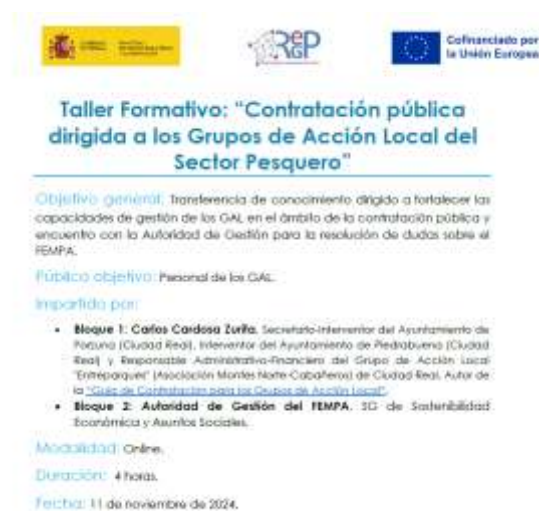 REGP
Cofinanciado por
la Unión Europea
Taller Formativo: “Contratación pública
dirigida a los Grupos de Acción Local del
Sector Pesquero”
Objetivo general: Transferencia de conocimiento dirigido a fortalecer las
capacidades de gestión de los GAL en el ámbito de la contratación pública y
encuentro con la Autoridad de Gestión para la resolución de dudas sobre el
FEMPA.
Público objetivo: Personal de los GAL.
Impartido por:
• Bloque 1: Carlos Cardosa Zurita. Secretario-Interventor del Ayuntamiento de
Porzuna (Ciudad Real), Interventor del Ayuntamiento de Piedrabuena (Ciudad
Real) y Responsable Administrativo-Financiero del Grupo de Acción Local
"Entreparques" (Asociación Montes Norte-Cabañeros) de Ciudad Real. Autor de
la "Guía de Contratación para los Grupos de Acción Local".
• Bloque 2: Autoridad de Gestión del FEMPA. SG de Sostenibilidad
Económica y Asuntos Sociales.
Modalidad: Online.
Duración: 4 horas.
Fecha: 11 de noviembre de 2024.